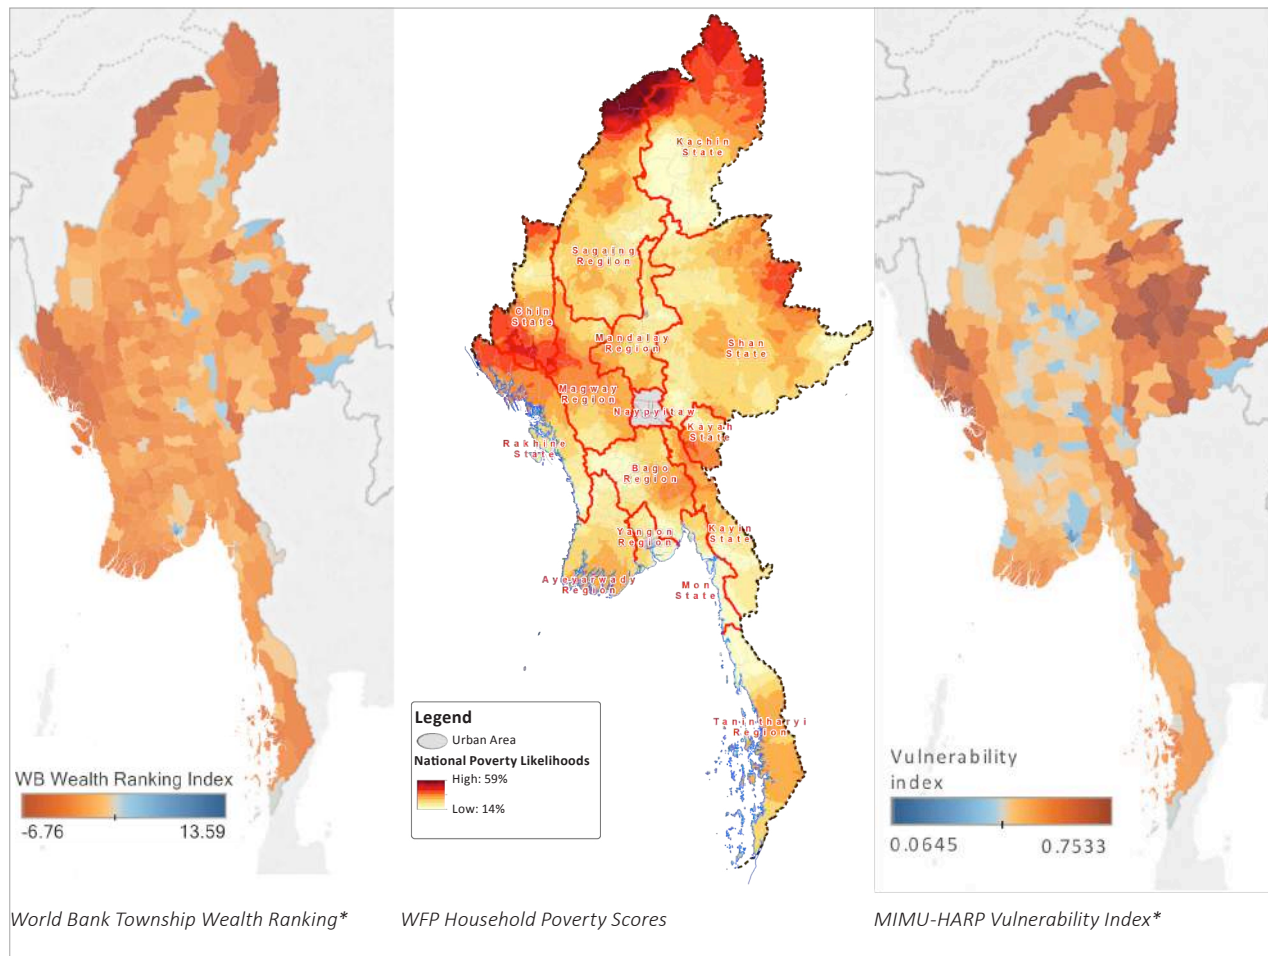 Kachin
State
Sagaing
Region
Chin
State
Mandalay
Region
Shan
State
Magway
Region
Naypyitaw
Kayah
State
Rakhine
State
Bago
Region
Yangon
Region
Kayin
State
Ayeyarwady
Region
Mon
State
Tanintharyi
Region
WB Wealth Ranking Index
-6.76 13.59
Legend
Urban Area
National Poverty Likelihoods
High: 59%
Low: 14%
Vulnerability
index
0.0645 0.7533
World Bank Township Wealth Ranking*
WFP Household Poverty Scores
MIMU-HARP Vulnerability Index*